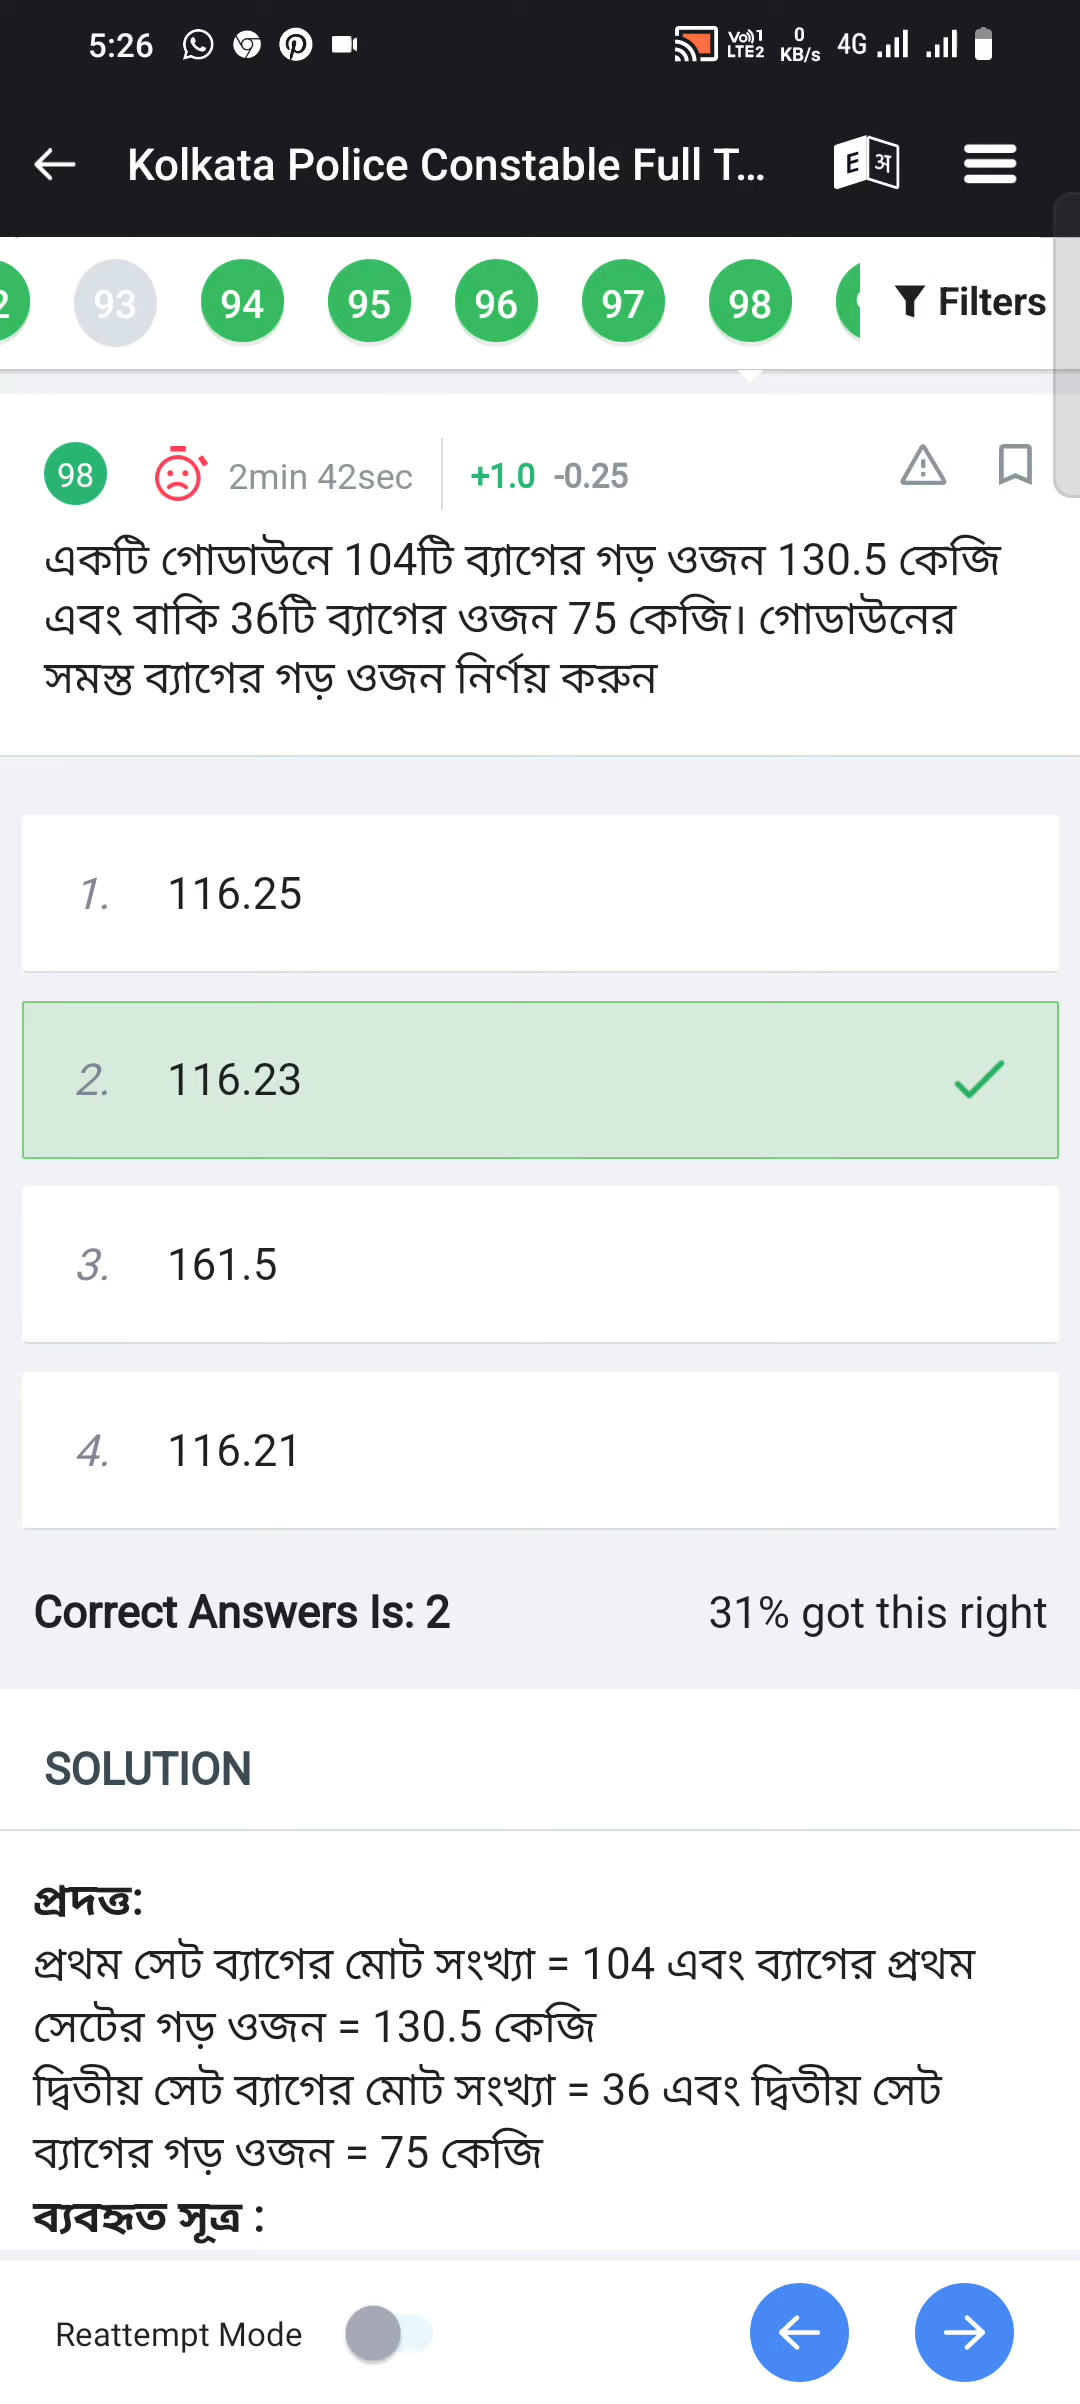 5:26
Vo))1 LTE2 0 KB/s 4G
Kolkata Police Constable Full T... E अ
2 93 94 95 96 97 98 Filters
98 2min 42sec +1.0 -0.25
একটি গোডাউনে 104টি ব্যাগের গড় ওজন 130.5 কেজি
এবং বাকি 36টি ব্যাগের ওজন 75 কেজি। গোডাউনের
সমস্ত ব্যাগের গড় ওজন নির্ণয় করুন
1. 116.25
2. 116.23
3. 161.5
4. 116.21
Correct Answers Is: 2 31% got this right
SOLUTION
প্রদত্ত:
প্রথম সেট ব্যাগের মোট সংখ্যা = 104 এবং ব্যাগের প্রথম
সেটের গড় ওজন = 130.5 কেজি
দ্বিতীয় সেট ব্যাগের মোট সংখ্যা = 36 এবং দ্বিতীয় সেট
ব্যাগের গড় ওজন = 75 কেজি
ব্যবহৃত সূত্র :
Reattempt Mode